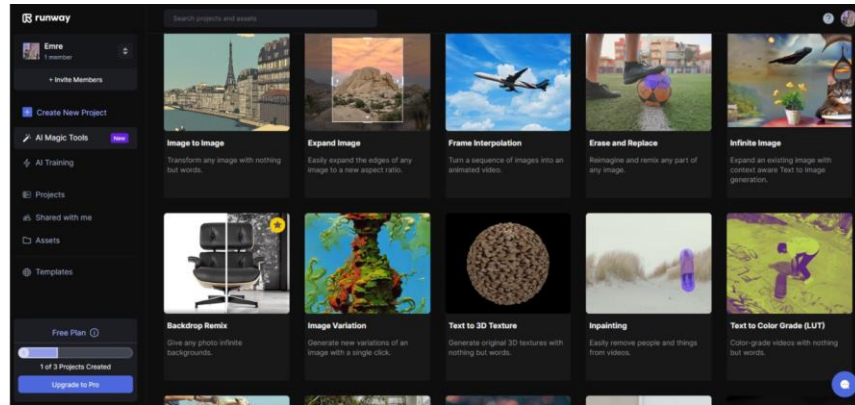 runway
Search projects and assets
Emre
1 member
+ Invite Members
Create New Project
AI Magic Tools
New
AI Training
Projects
Shared with me
Assets
Templates
Free Plan
1 of 3 Projects Created
Upgrade to Pro
Image to Image
Transform any image with nothing
but words.
Expand Image
Easily expand the edges of any
image to a new aspect ratio.
Frame Interpolation
Turn a sequence of images into an
animated video.
Erase and Replace
Reimagine and remix any part of
any image.
Infinite Image
Expand an existing image with
context aware Text to image
generation.
Backdrop Remix
Give any photo infinite
backgrounds.
Image Variation
Generate new variations of an
image with a single click.
Text to 3D Texture
Generate original 3D textures with
nothing but words.
Inpainting
Easily remove people and things
from videos.
Text to Color Grade (LUT)
Color-grade videos with nothing
but words.